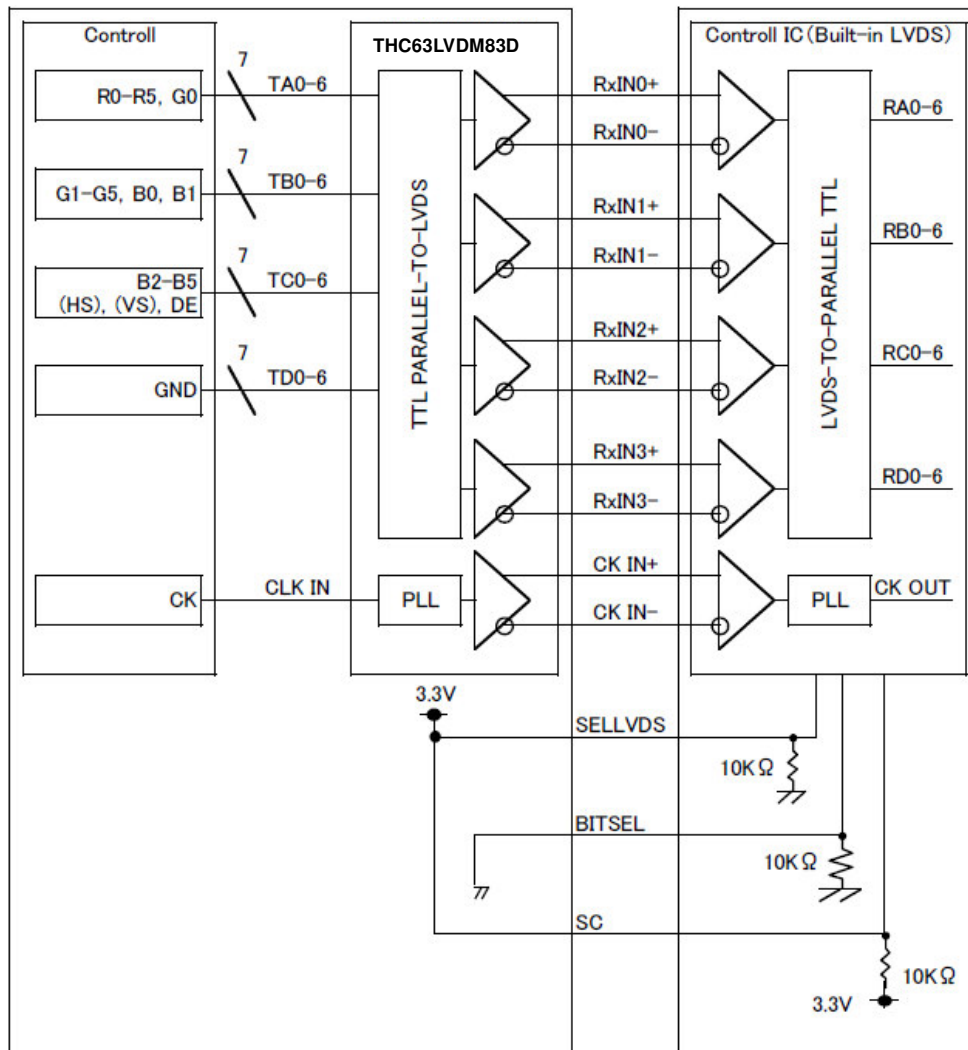 Controll
THC63LVDM83D
Controll IC(Built-in LVDS)
R0-R5, G0
7
TA0-6
RxIN0+
RxIN0-
RA0-6
G1-G5, B0, B1
7
TB0-6
RxIN1+
RxIN1-
RB0-6
B2-B5
(HS), (VS), DE
7
TC0-6
RxIN2+
RxIN2-
RC0-6
GND
7
TD0-6
RxIN3+
RxIN3-
RD0-6
TTL PARALLEL-TO-LVDS
LVDS-TO-PARALLEL TTL
CK
CLK IN
PLL
CK IN+
CK IN-
PLL
CK OUT
3.3V
SELLVDS
10KΩ
BITSEL
10KΩ
SC
10KΩ
3.3V